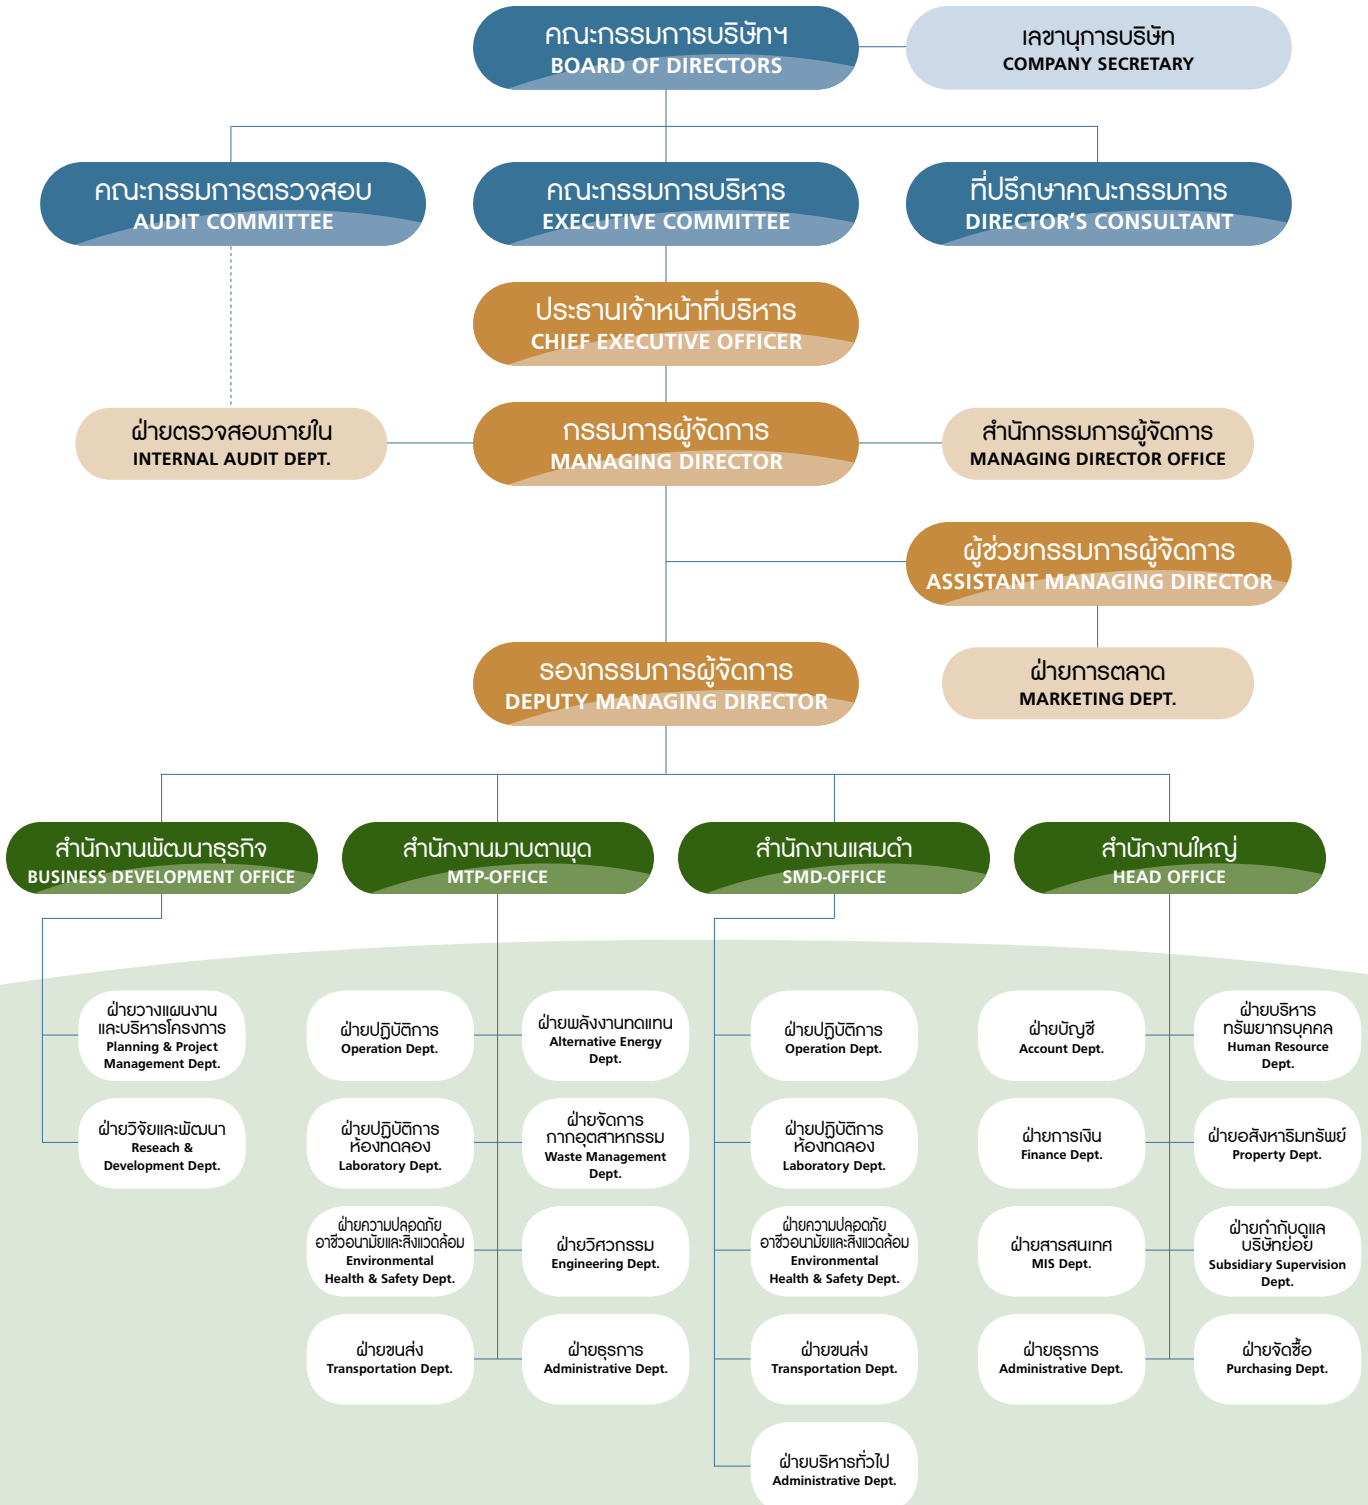 คณะกรรมการบริษัทฯ
BOARD OF DIRECTORS
เลขานุการบริษัท
COMPANY SECRETARY
คณะกรรมการตรวจสอบ
AUDIT COMMITTEE
คณะกรรมการบริหาร
EXECUTIVE COMMITTEE
ที่ปรึกษาคณะกรรมการ
DIRECTOR'S CONSULTANT
ประธานเจ้าหน้าที่บริหาร
CHIEF EXECUTIVE OFFICER
ฝ่ายตรวจสอบภายใน
INTERNAL AUDIT DEPT.
กรรมการผู้จัดการ
MANAGING DIRECTOR
สำนักกรรมการผู้จัดการ
MANAGING DIRECTOR OFFICE
ผู้ช่วยกรรมการผู้จัดการ
ASSISTANT MANAGING DIRECTOR
รองกรรมการผู้จัดการ
DEPUTY MANAGING DIRECTOR
ฝ่ายการตลาด
MARKETING DEPT.
สำนักงานพัฒนาธุรกิจ
BUSINESS DEVELOPMENT OFFICE
สำนักงานมาบตาพุด
MTP-OFFICE
สำนักงานแสมดำ
SMD-OFFICE
สำนักงานใหญ่
HEAD OFFICE
ฝ่ายวางแผนงาน
และบริหารโครงการ
Planning & Project
Management Dept.
ฝ่ายวิจัยและพัฒนา
Reseach &
Development Dept.
ฝ่ายปฏิบัติการ
Operation Dept.
ฝ่ายพลังงานทดแทน
Alternative Energy
Dept.
ฝ่ายปฏิบัติการ
ห้องทดลอง
Laboratory Dept.
ฝ่ายจัดการ
กากอุตสาหกรรม
Waste Management
Dept.
ฝ่ายความปลอดภัย
อาชีวอนามัยและสิ่งแวดล้อม
Environmental
Health & Safety Dept.
ฝ่ายวิศวกรรม
Engineering Dept.
ฝ่ายขนส่ง
Transportation Dept.
ฝ่ายธุรการ
Administrative Dept.
ฝ่ายปฏิบัติการ
Operation Dept.
ฝ่ายปฏิบัติการ
ห้องทดลอง
Laboratory Dept.
ฝ่ายความปลอดภัย
อาชีวอนามัยและสิ่งแวดล้อม
Environmental
Health & Safety Dept.
ฝ่ายขนส่ง
Transportation Dept.
ฝ่ายบริหารทั่วไป
Administrative Dept.
ฝ่ายบัญชี
Account Dept.
ฝ่ายบริหาร
ทรัพยากรบุคคล
Human Resource
Dept.
ฝ่ายการเงิน
Finance Dept.
ฝ่ายอสังหาริมทรัพย์
Property Dept.
ฝ่ายสารสนเทศ
MIS Dept.
ฝ่ายกำกับดูแล
บริษัทย่อย
Subsidiary Supervision
Dept.
ฝ่ายธุรการ
Administrative Dept.
ฝ่ายจัดซื้อ
Purchasing Dept.